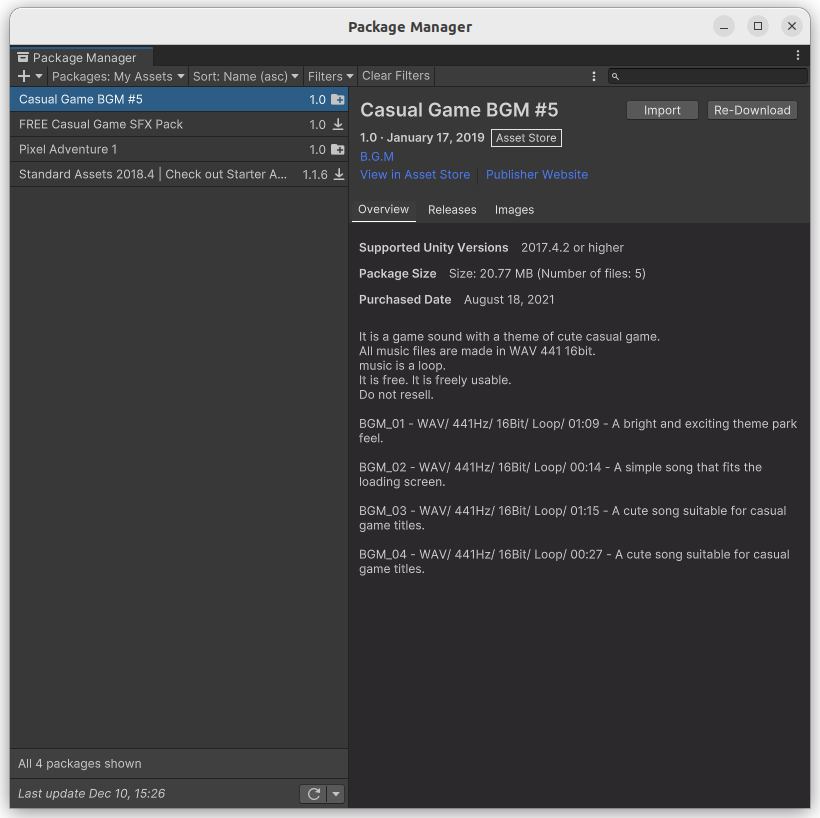 Package Manager
Package Manager
Packages: My Assets Sort: Name (asc) Filters Clear Filters
Casual Game BGM #5 1.0
FREE Casual Game SFX Pack 1.0
Pixel Adventure 1 1.0
Standard Assets 2018.4 | Check out Starter A... 1.1.6
All 4 packages shown
Last update Dec 10, 15:26
Casual Game BGM #5
Import Re-Download
1.0 · January 17, 2019 Asset Store
B.G.M
View in Asset Store Publisher Website
Overview Releases Images
Supported Unity Versions 2017.4.2 or higher
Package Size Size: 20.77 MB (Number of files: 5)
Purchased Date August 18, 2021
It is a game sound with a theme of cute casual game.
All music files are made in WAV 441 16bit.
music is a loop.
It is free. It is freely usable.
Do not resell.
BGM_01 - WAV/ 441Hz/ 16Bit/ Loop/ 01:09 - A bright and exciting theme park
feel.
BGM_02 - WAV/ 441Hz/ 16Bit/ Loop/ 00:14 - A simple song that fits the
loading screen.
BGM_03 - WAV/ 441Hz/ 16Bit/ Loop/ 01:15 - A cute song suitable for casual
game titles.
BGM_04 - WAV/ 441Hz/ 16Bit/ Loop/ 00:27 - A cute song suitable for casual
game titles.